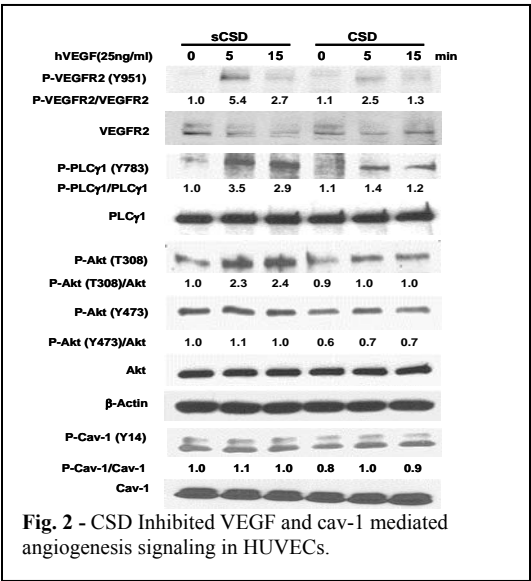 sCSD CSD
hVEGF(25ng/ml) 0 5 15 0 5 15 min
P-VEGFR2 (Y951)
P-VEGFR2/VEGFR2 1.0 5.4 2.7 1.1 2.5 1.3
VEGFR2
P-PLCγ1 (Y783)
P-PLCγ1/PLCγ1 1.0 3.5 2.9 1.1 1.4 1.2
PLCγ1
P-Akt (T308)
P-Akt (T308)/Akt 1.0 2.3 2.4 0.9 1.0 1.0
P-Akt (Y473)
P-Akt (Y473)/Akt 1.0 1.1 1.0 0.6 0.7 0.7
Akt
β-Actin
P-Cav-1 (Y14)
P-Cav-1/Cav-1 1.0 1.1 1.0 0.8 1.0 0.9
Cav-1
Fig. 2 - CSD Inhibited VEGF and cav-1 mediated
angiogenesis signaling in HUVECs.